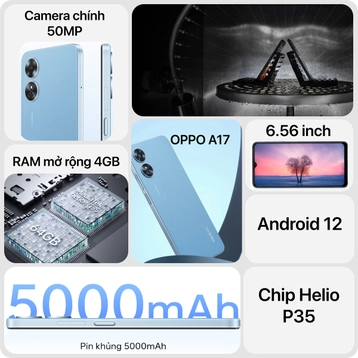 Camera chính
50MP
OPPO A17
6.56 inch
RAM mở rộng 4GB
64GB
Android 12
5000mAh
Pin khủng 5000mAh
Chip Helio
P35